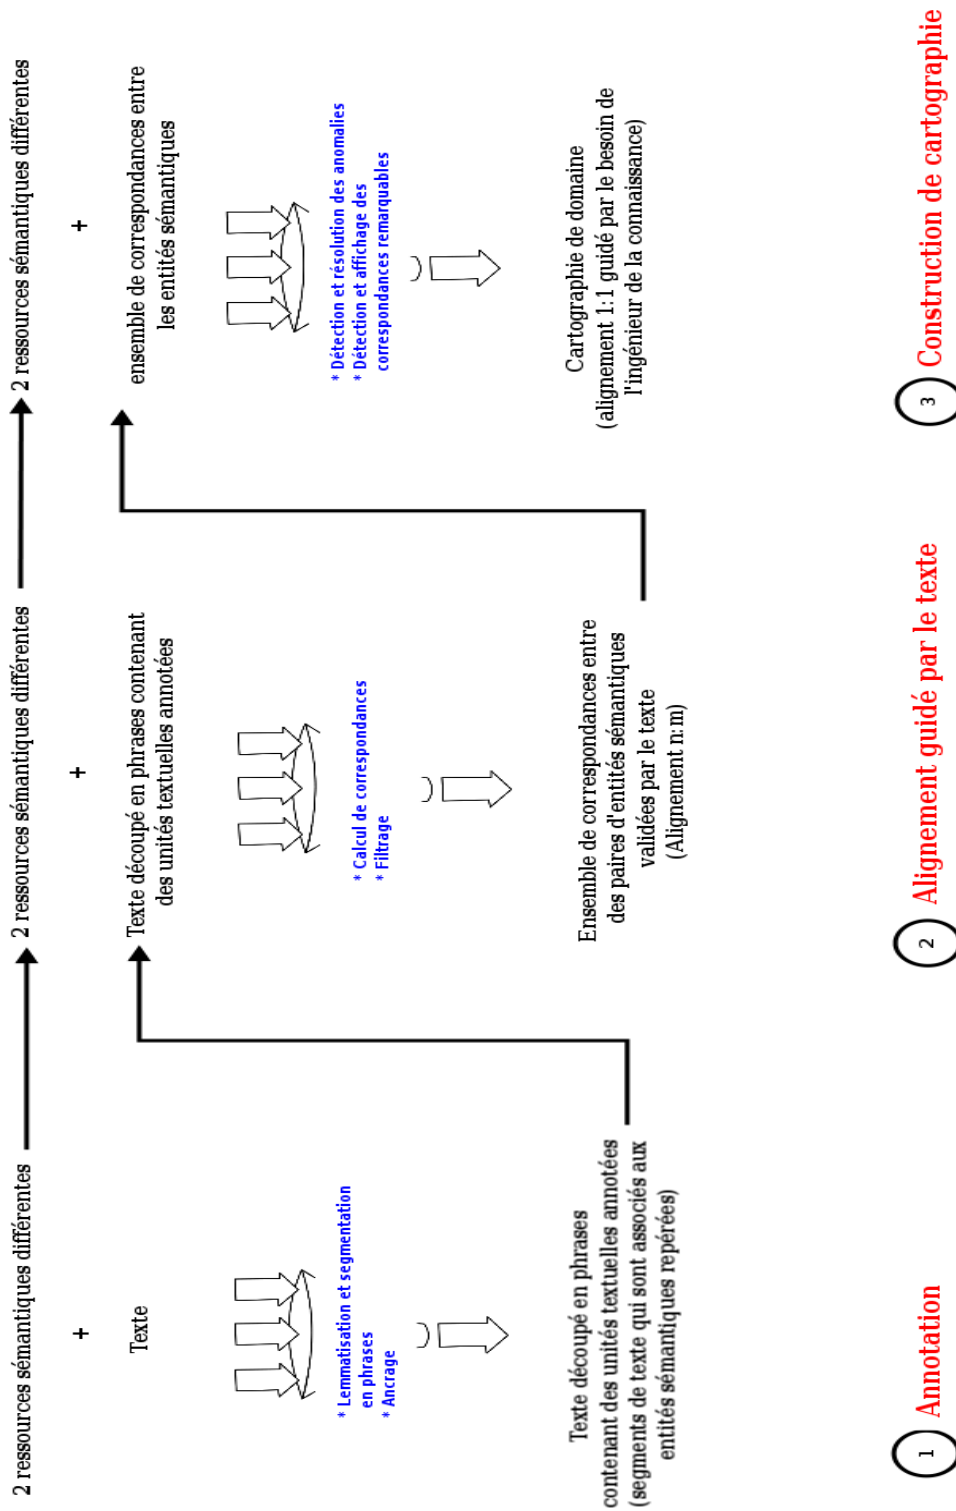 2 ressources sémantiques différentes
+
Texte
* Lemmatisation et segmentation
en phrases
* Ancrage
Texte découpé en phrases
contenant des unités textuelles annotées
(segments de texte qui sont associés aux
entités sémantiques repérées)
1 Annotation
2 ressources sémantiques différentes
+
Texte découpé en phrases contenant
des unités textuelles annotées
* Calcul de correspondances
* Filtrage
Ensemble de correspondances entre
des paires d'entités sémantiques
validées par le texte
(Alignement n:m)
2 Alignement guidé par le texte
2 ressources sémantiques différentes
+
ensemble de correspondances entre
les entités sémantiques
* Détection et résolution des anomalies
* Détection et affichage des
correspondances remarquables
Cartographie de domaine
(alignement 1:1 guidé par le besoin de
l'ingénieur de la connaissance)
3 Construction de cartographie